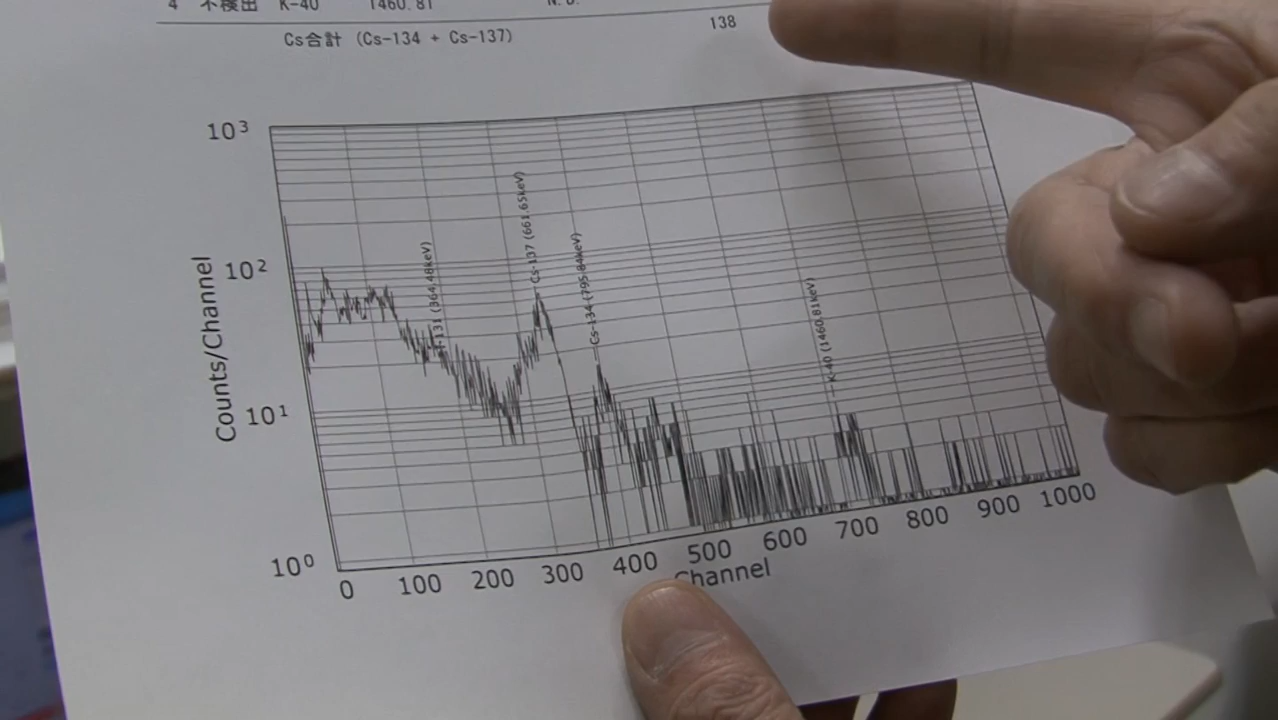 4 不検出 K-40 1460.81 N.D.
Cs合計 (Cs-134 + Cs-137) 138
10³
10²
10¹
10⁰
Counts/Channel
I-131 (364.48keV)
Cs-137 (661.65keV)
Cs-134 (795.84keV)
K-40 (1460.81keV)
0 100 200 300 400 500 600 700 800 900 1000
Channel